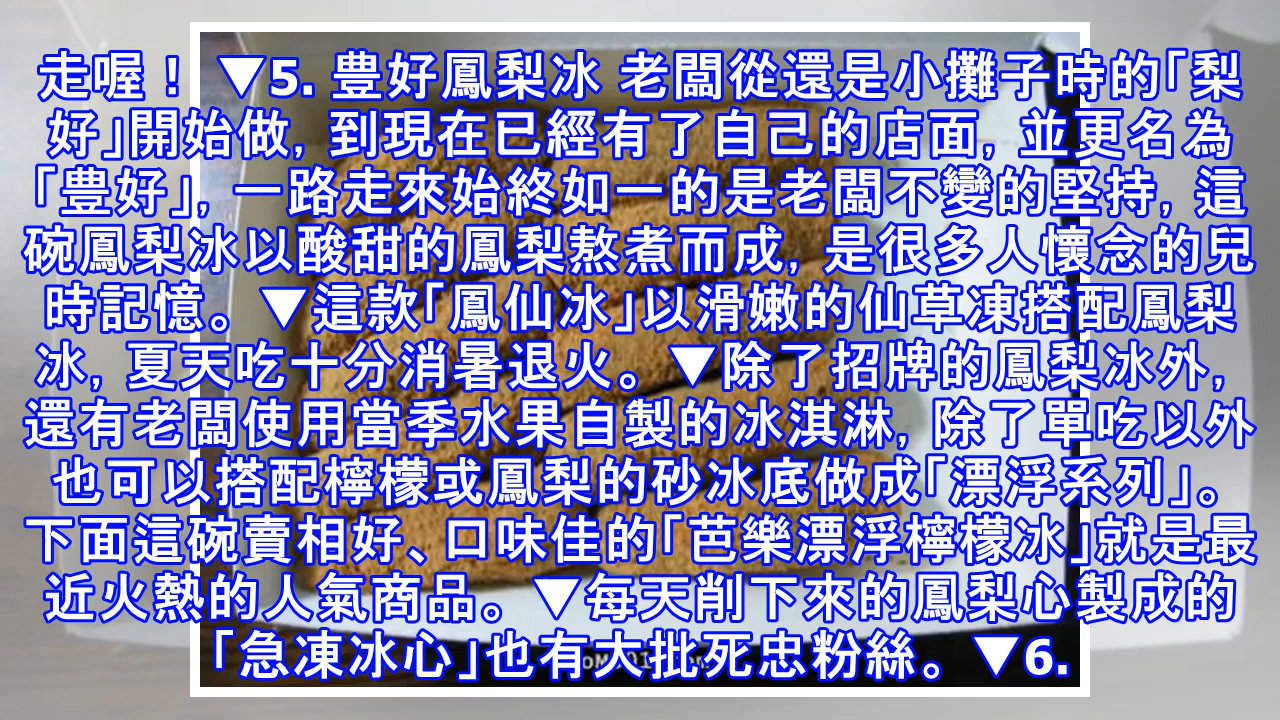 走喔！ ▼5. 豊好鳳梨冰 老闆從還是小攤子時的「梨
好」開始做, 到現在已經有了自己的店面, 並更名為
「豊好」, 一路走來始終如一的是老闆不變的堅持, 這
碗鳳梨冰以酸甜的鳳梨熬煮而成, 是很多人懷念的兒
時記憶。 ▼這款「鳳仙冰」以滑嫩的仙草凍搭配鳳梨
冰, 夏天吃十分消暑退火。 ▼除了招牌的鳳梨冰外,
還有老闆使用當季水果自製的冰淇淋, 除了單吃以外
也可以搭配檸檬或鳳梨的砂冰底做成「漂浮系列」。
下面這碗賣相好、口味佳的「芭樂漂浮檸檬冰」就是最
近火熱的人氣商品。 ▼每天削下來的鳳梨心製成的
「急凍冰心」也有大批死忠粉絲。 ▼6.